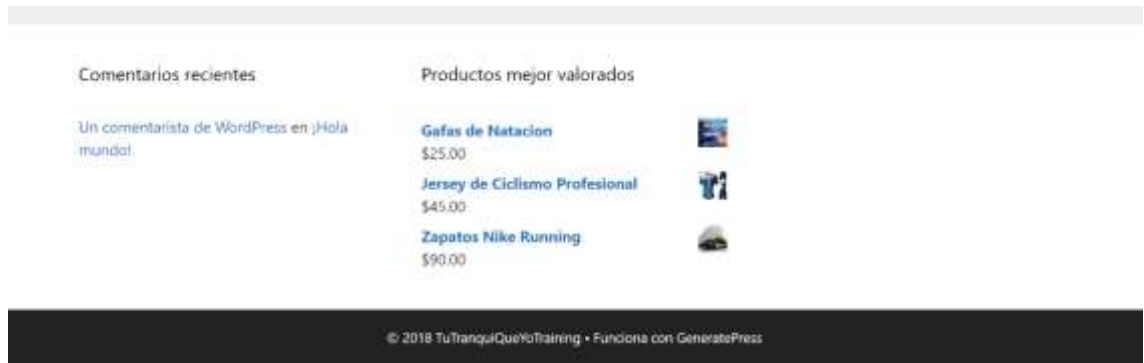 Comentarios recientes
Un comentarista de WordPress en ¡Hola
mundo!
Productos mejor valorados
Gafas de Natacion
$25.00
Jersey de Ciclismo Profesional
$45.00
Zapatos Nike Running
$90.00
© 2018 TuTranquiQueYoTraining • Funciona con GeneratePress